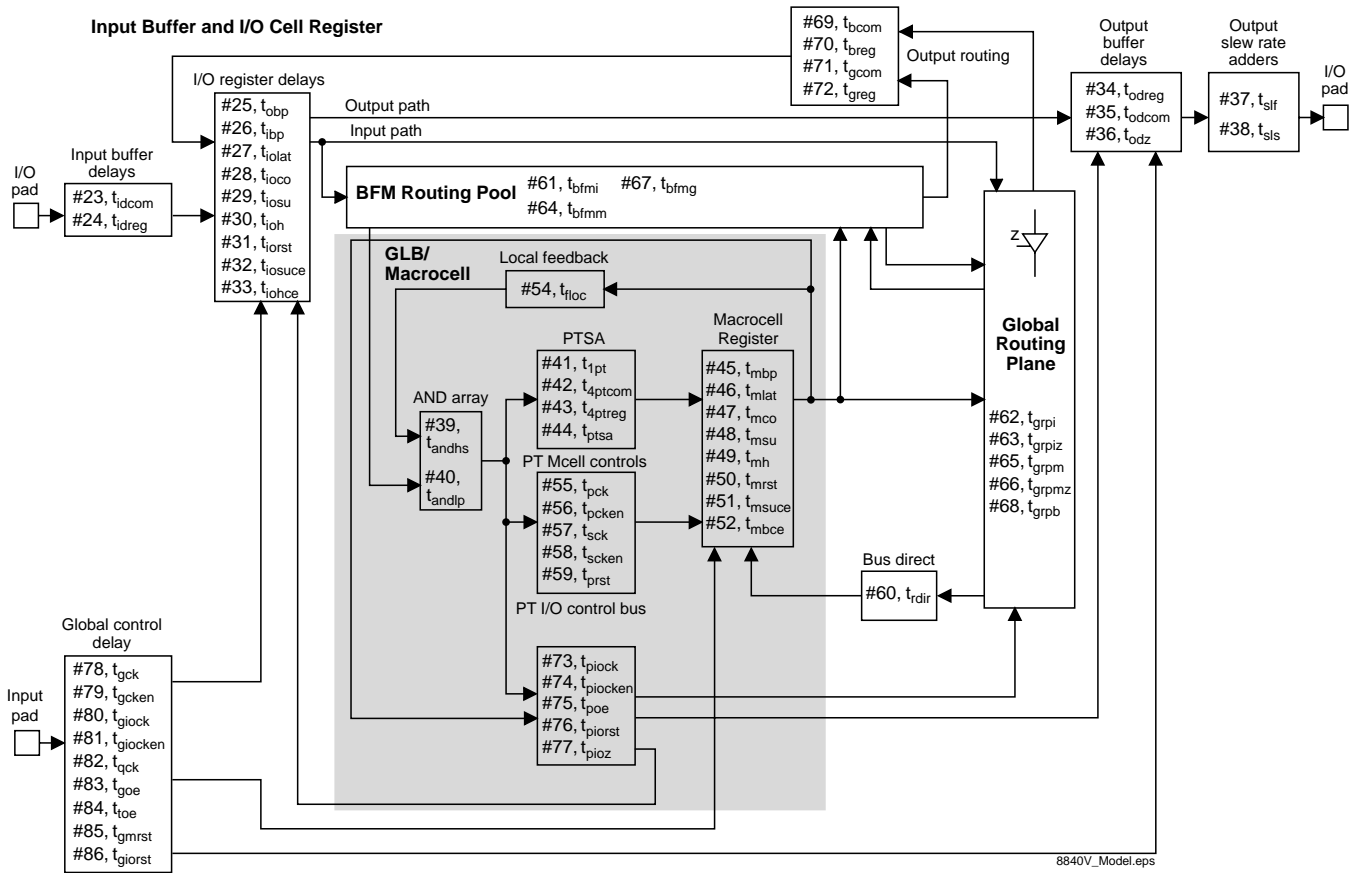 Input Buffer and I/O Cell Register
#69, tbcom
#70, tbreg
#71, tgcom
#72, tgreg
Output routing
Output
buffer
delays
#34, todreg
#35, todcom
#36, todz
Output
slew rate
adders
#37, tslf
#38, tsls
I/O
pad
I/O register delays
#25, tobp
#26, tibp
#27, tiolat
#28, tioco
#29, tiosu
#30, tioh
#31, tiorst
#32, tiosuce
#33, tiohce
Output path
Input path
I/O
pad
Input buffer
delays
#23, tidcom
#24, tidreg
BFM Routing Pool
#61, tbfmi
#67, tbfmg
#64, tbfmm
z
Global
Routing
Plane
#62, tgrpi
#63, tgrpiz
#65, tgrpm
#66, tgrpmz
#68, tgrpb
GLB/
Macrocell
Local feedback
#54, tfloc
PTSA
#41, t1pt
#42, t4ptcom
#43, t4ptreg
#44, tptsa
Macrocell
Register
#45, tmbp
#46, tmlat
#47, tmco
#48, tmsu
#49, tmh
#50, tmrst
#51, tmsuce
#52, tmbce
AND array
#39,
tandhs
#40,
tandlp
PT Mcell controls
#55, tpck
#56, tpcken
#57, tsck
#58, tscken
#59, tprst
PT I/O control bus
#73, tpiock
#74, tpiocken
#75, tpoe
#76, tpiorst
#77, tpioz
Bus direct
#60, trdir
Global control
delay
Input
pad
#78, tgck
#79, tgcken
#80, tgiock
#81, tgiocken
#82, tqck
#83, tgoe
#84, ttoe
#85, tgmrst
#86, tgiorst
8840V_Model.eps